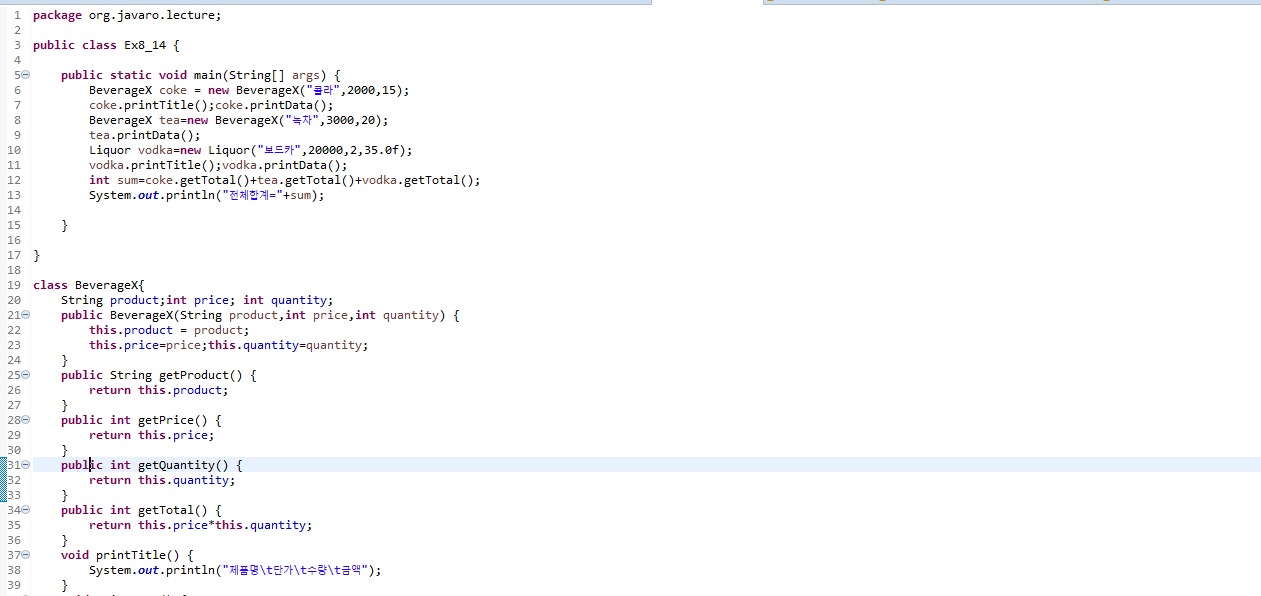 1 package org.javaro.lecture;
2
3 public class Ex8_14 {
4
5 public static void main(String[] args) {
6 BeverageX coke = new BeverageX("콜라",2000,15);
7 coke.printTitle();coke.printData();
8 BeverageX tea=new BeverageX("녹차",3000,20);
9 tea.printData();
10 Liquor vodka=new Liquor("보드카",20000,2,35.0f);
11 vodka.printTitle();vodka.printData();
12 int sum=coke.getTotal()+tea.getTotal()+vodka.getTotal();
13 System.out.println("전체합계="+sum);
14
15 }
16
17 }
18
19 class BeverageX{
20 String product;int price; int quantity;
21 public BeverageX(String product,int price,int quantity) {
22 this.product = product;
23 this.price=price;this.quantity=quantity;
24 }
25 public String getProduct() {
26 return this.product;
27 }
28 public int getPrice() {
29 return this.price;
30 }
31 public int getQuantity() {
32 return this.quantity;
33 }
34 public int getTotal() {
35 return this.price*this.quantity;
36 }
37 void printTitle() {
38 System.out.println("제품명\t단가\t수량\t금액");
39 }